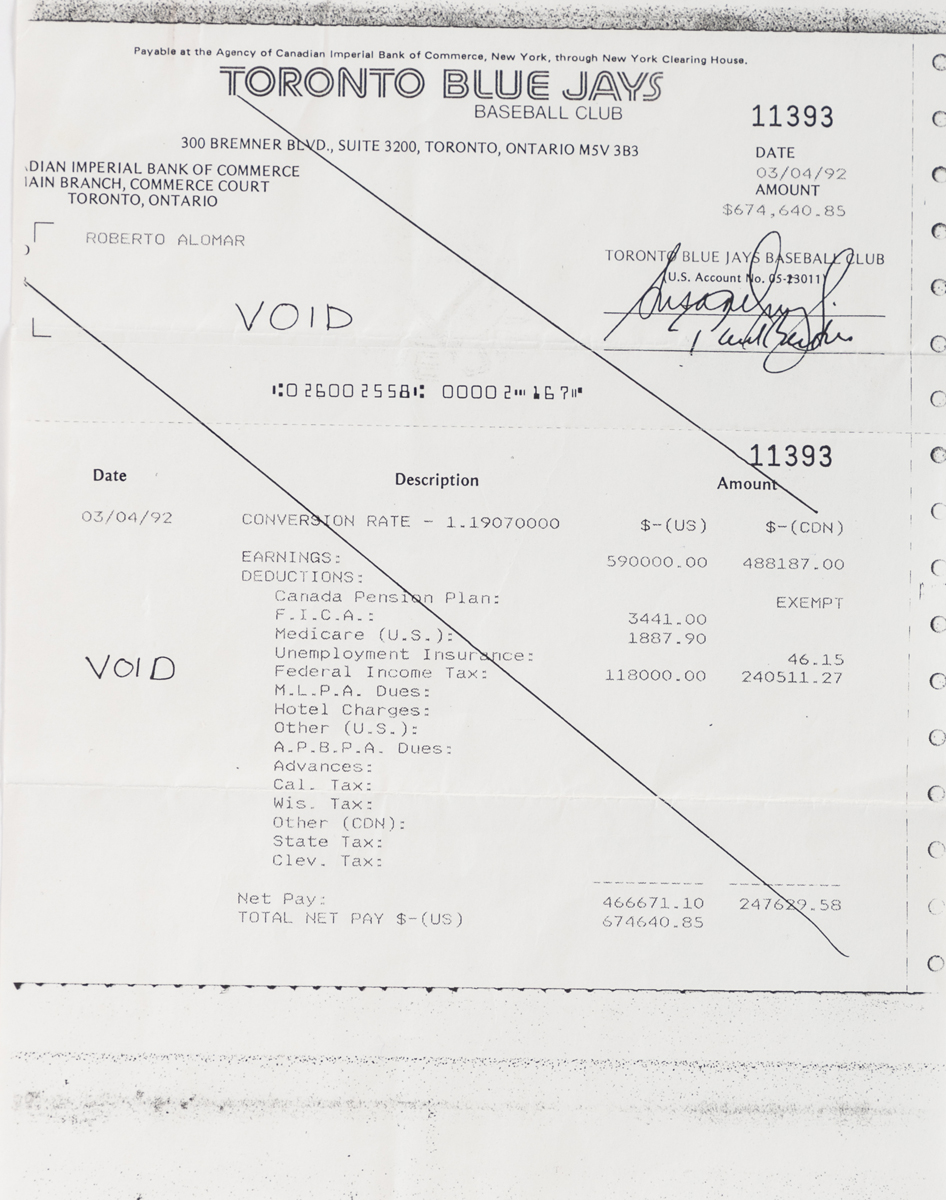 Payable at the Agency of Canadian Imperial Bank of Commerce, New York, through New York Clearing House.
TORONTO BLUE JAYS
BASEBALL CLUB
11393
300 BREMNER BLVD., SUITE 3200, TORONTO, ONTARIO M5V 3B3
DATE
03/04/92
AMOUNT
$674,640.85
DIAN IMPERIAL BANK OF COMMERCE
AIN BRANCH, COMMERCE COURT
TORONTO, ONTARIO
ROBERTO ALOMAR
TORONTO BLUE JAYS BASEBALL CLUB
(U.S. Account No. 05-23011)
VOID
⑆026002558⑆ 00002⑉167⑈
11393
Date Description Amount
03/04/92 CONVERSION RATE - 1.19070000 $-(US) $-(CDN)
EARNINGS: 590000.00 488187.00
DEDUCTIONS:
Canada Pension Plan: EXEMPT
F.I.C.A.: 3441.00
Medicare (U.S.): 1887.90
Unemployment Insurance: 46.15
VOID
Federal Income Tax: 118000.00 240511.27
M.L.P.A. Dues:
Hotel Charges:
Other (U.S.):
A.P.B.P.A. Dues:
Advances:
Cal. Tax:
Wis. Tax:
Other (CDN):
State Tax:
Clev. Tax:
Net Pay: 466671.10 247629.58
TOTAL NET PAY $-(US) 674640.85